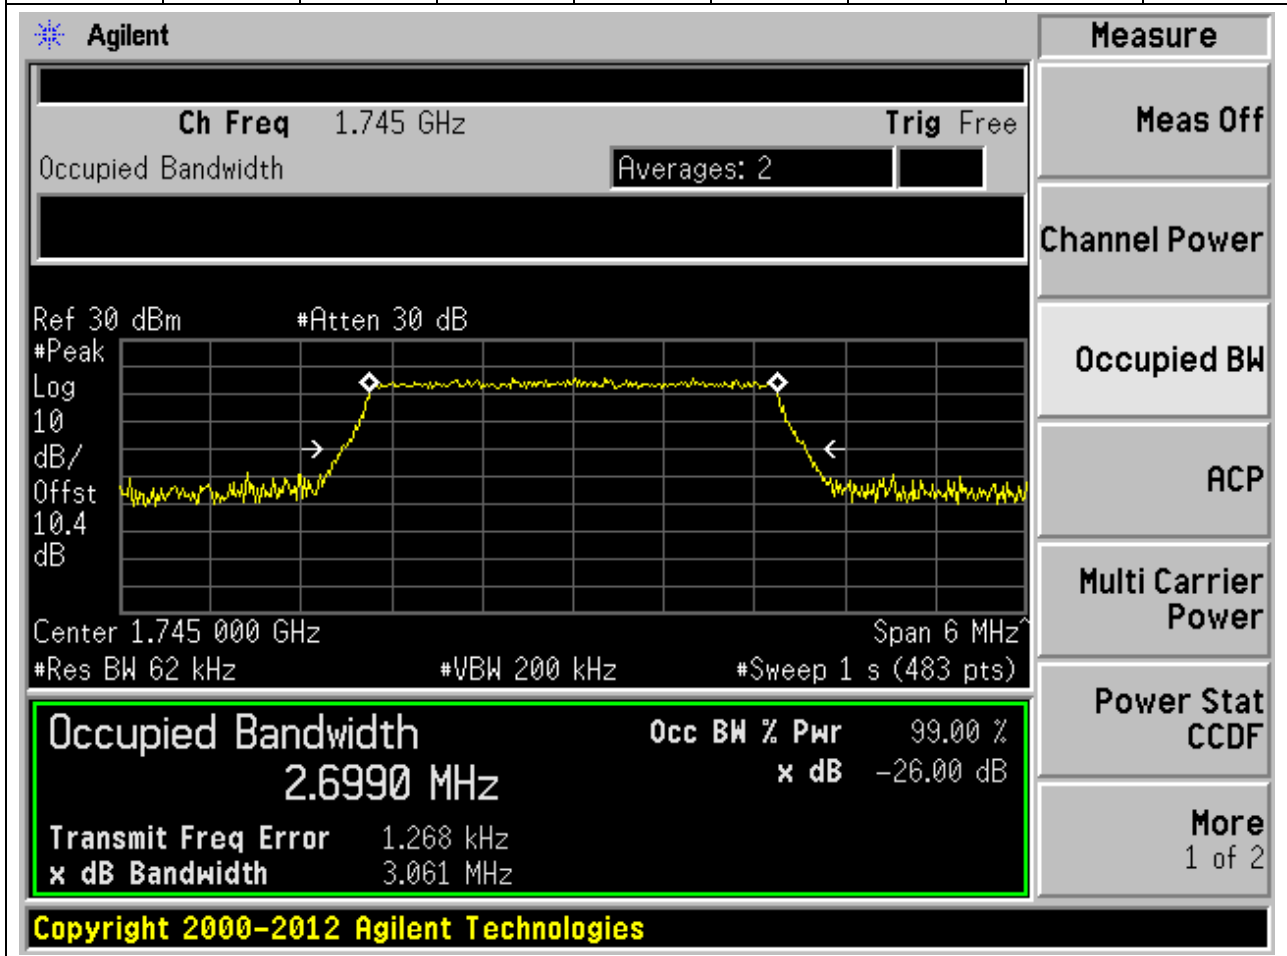 Agilent
Measure
Ch Freq 1.745 GHz Trig Free
Occupied Bandwidth Averages: 2
Ref 30 dBm #Atten 30 dB
#Peak
Log
10
dB/
Offst
10.4
dB
Center 1.745 000 GHz Span 6 MHz^
#Res BW 62 kHz #VBW 200 kHz #Sweep 1 s (483 pts)
Occupied Bandwidth Occ BW % Pwr 99.00 %
2.6990 MHz x dB -26.00 dB
Transmit Freq Error 1.268 kHz
x dB Bandwidth 3.061 MHz
Copyright 2000-2012 Agilent Technologies
Meas Off
Channel Power
Occupied BW
ACP
Multi Carrier
Power
Power Stat
CCDF
More
1 of 2